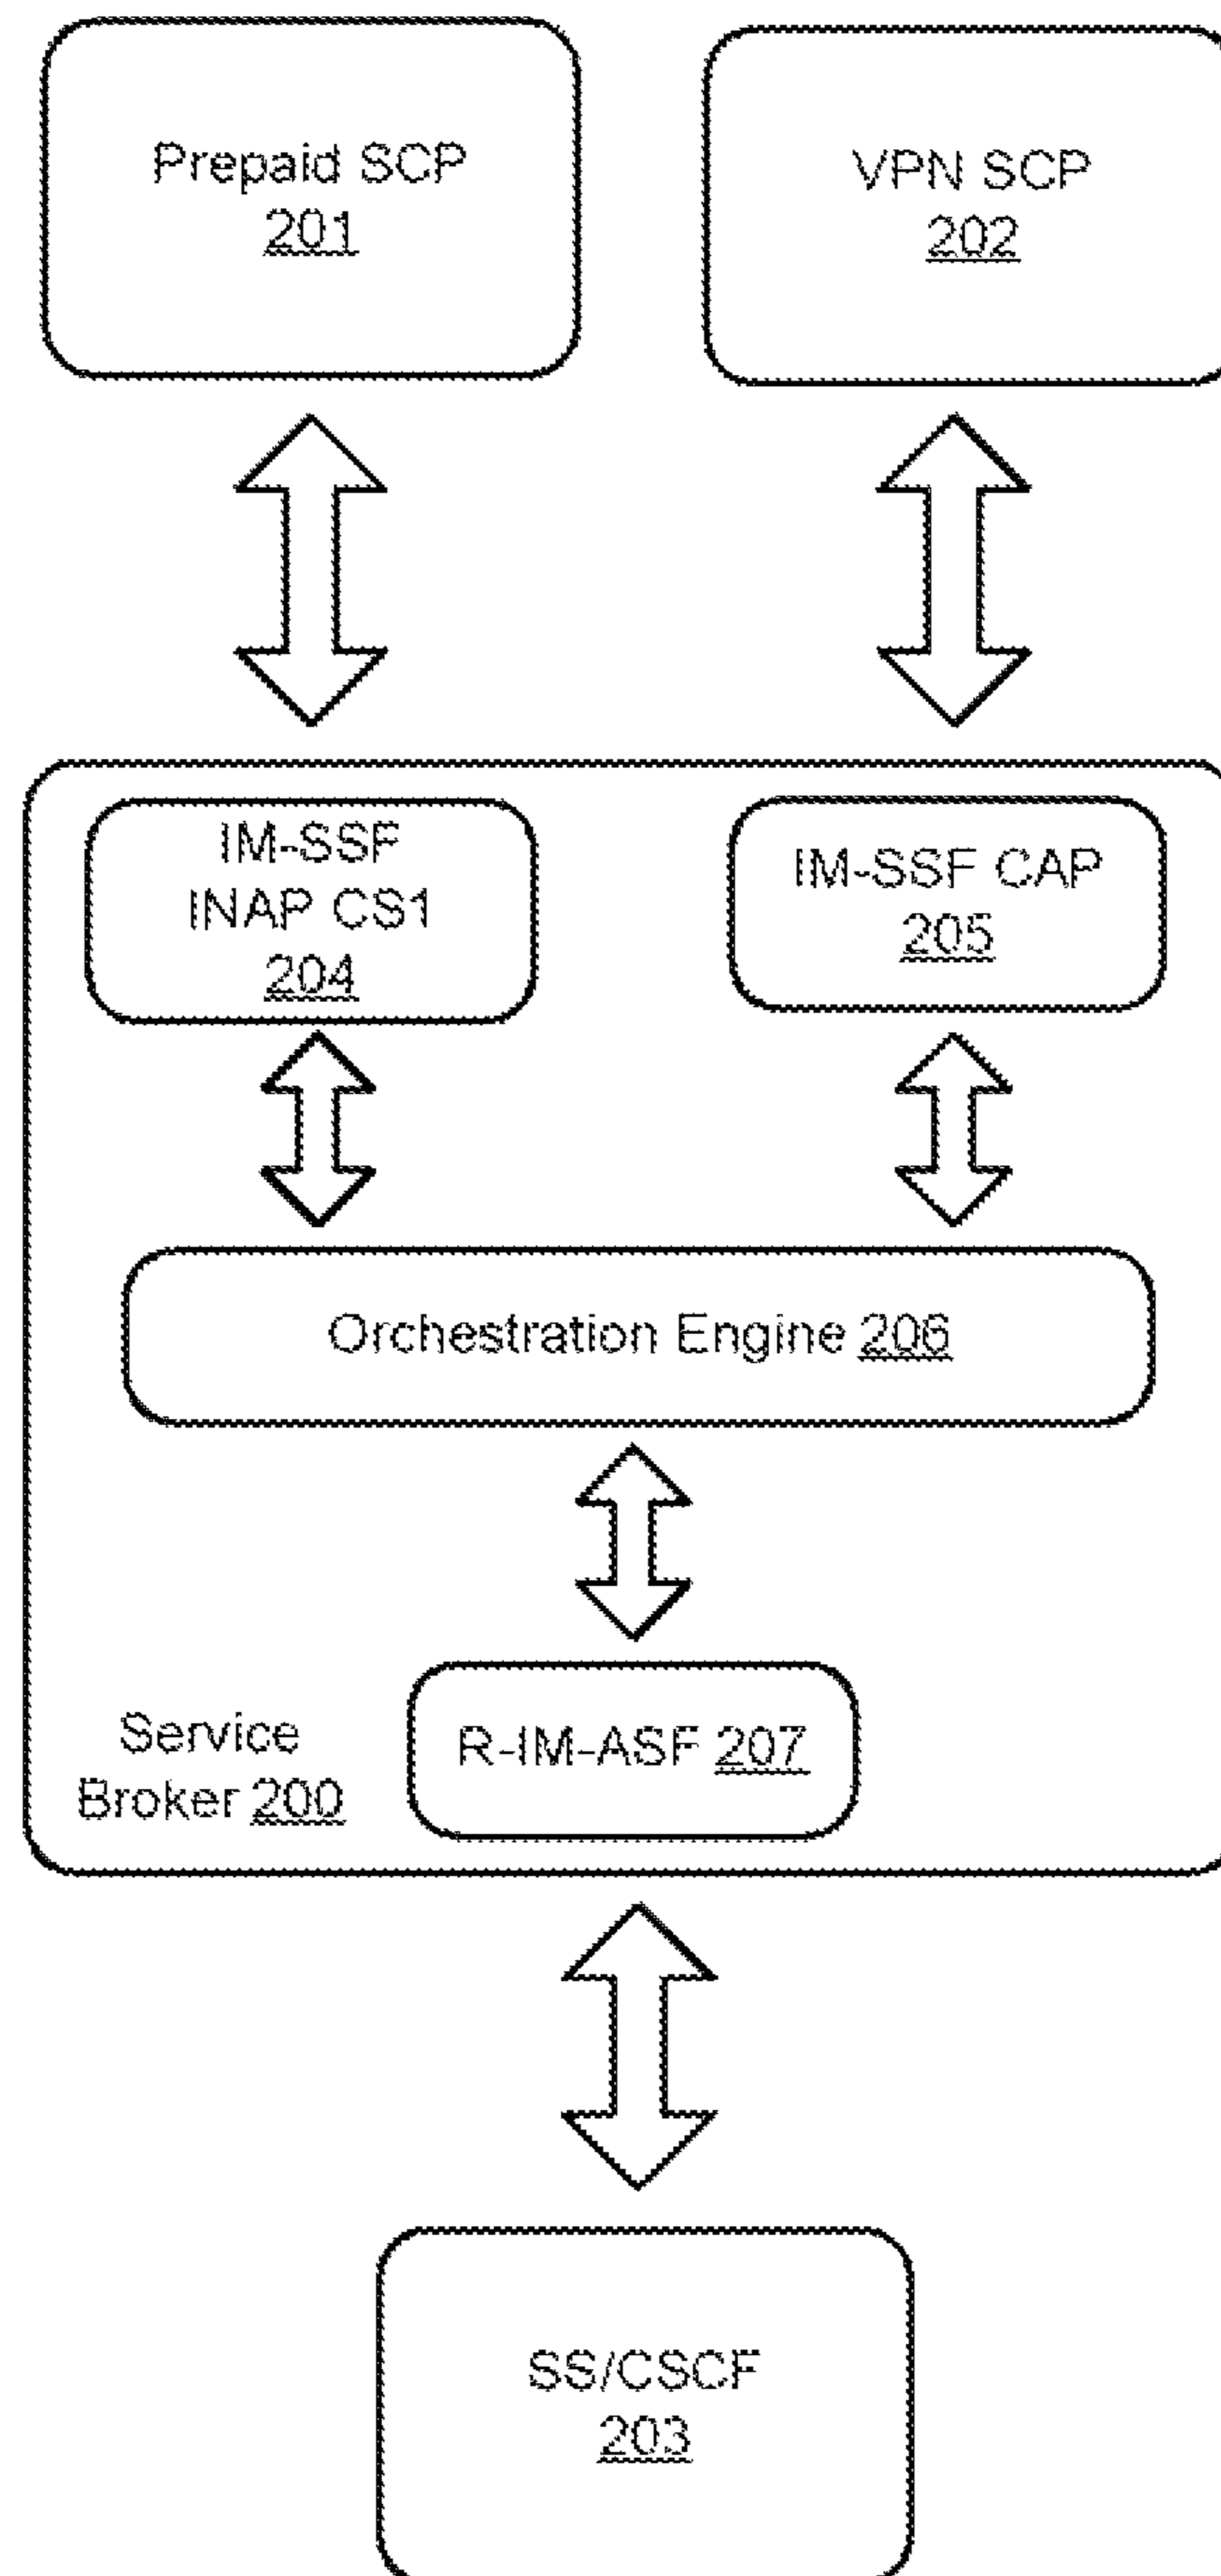 Prepaid SCP
201
VPN SCP
202
IM-SSF
INAP CS1
204
IM-SSF CAP
205
Orchestration Engine 206
R-IM-ASF 207
Service
Broker 200
SS/CSCF
203